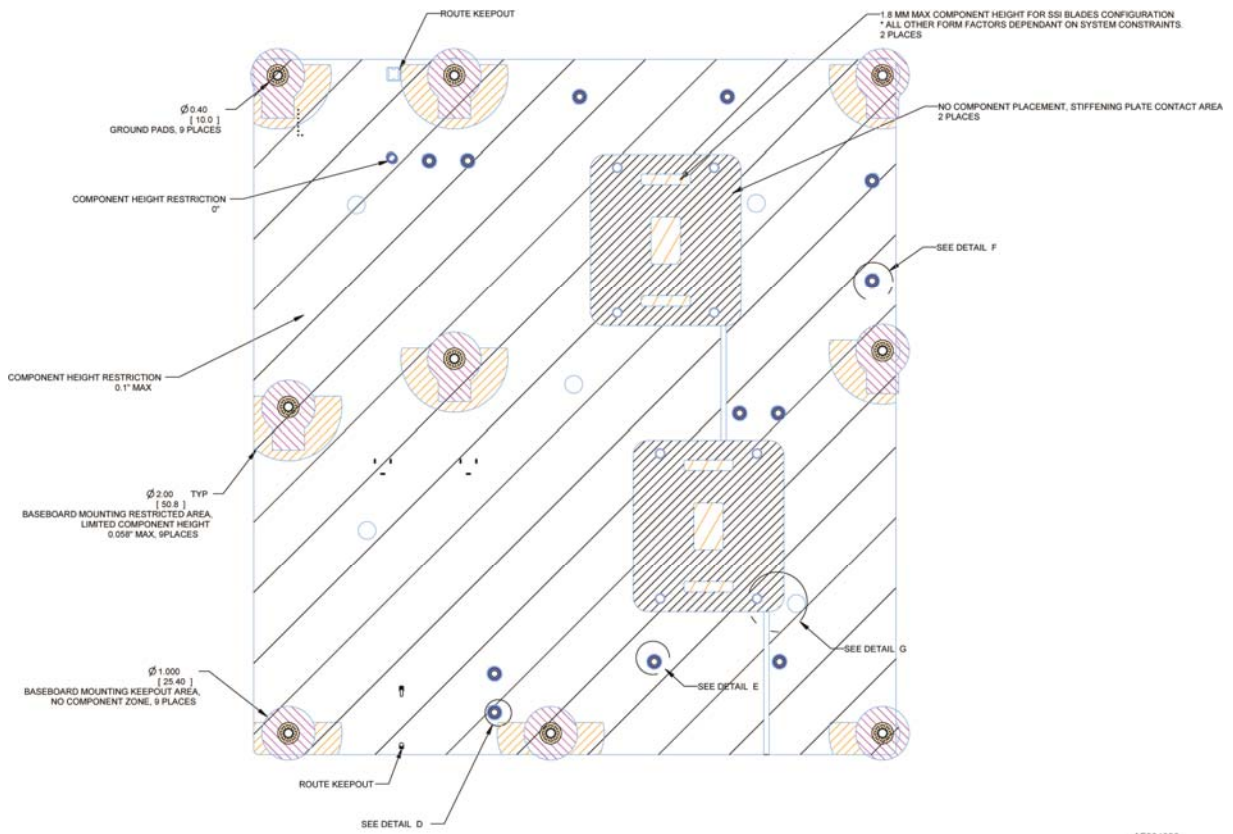 ROUTE KEEPOUT
1.8 MM MAX COMPONENT HEIGHT FOR SSI BLADES CONFIGURATION
* ALL OTHER FORM FACTORS DEPENDANT ON SYSTEM CONSTRAINTS.
2 PLACES
Ø 0.40
[ 10.0 ]
GROUND PADS, 9 PLACES
NO COMPONENT PLACEMENT, STIFFENING PLATE CONTACT AREA
2 PLACES
COMPONENT HEIGHT RESTRICTION
0"
SEE DETAIL F
COMPONENT HEIGHT RESTRICTION
0.1" MAX
Ø 2.00 TYP
[ 50.8 ]
BASEBOARD MOUNTING RESTRICTED AREA,
LIMITED COMPONENT HEIGHT
0.058" MAX, 9PLACES
SEE DETAIL G
Ø 1.000
[ 25.40 ]
BASEBOARD MOUNTING KEEPOUT AREA,
NO COMPONENT ZONE, 9 PLACES
SEE DETAIL E
ROUTE KEEPOUT
SEE DETAIL D